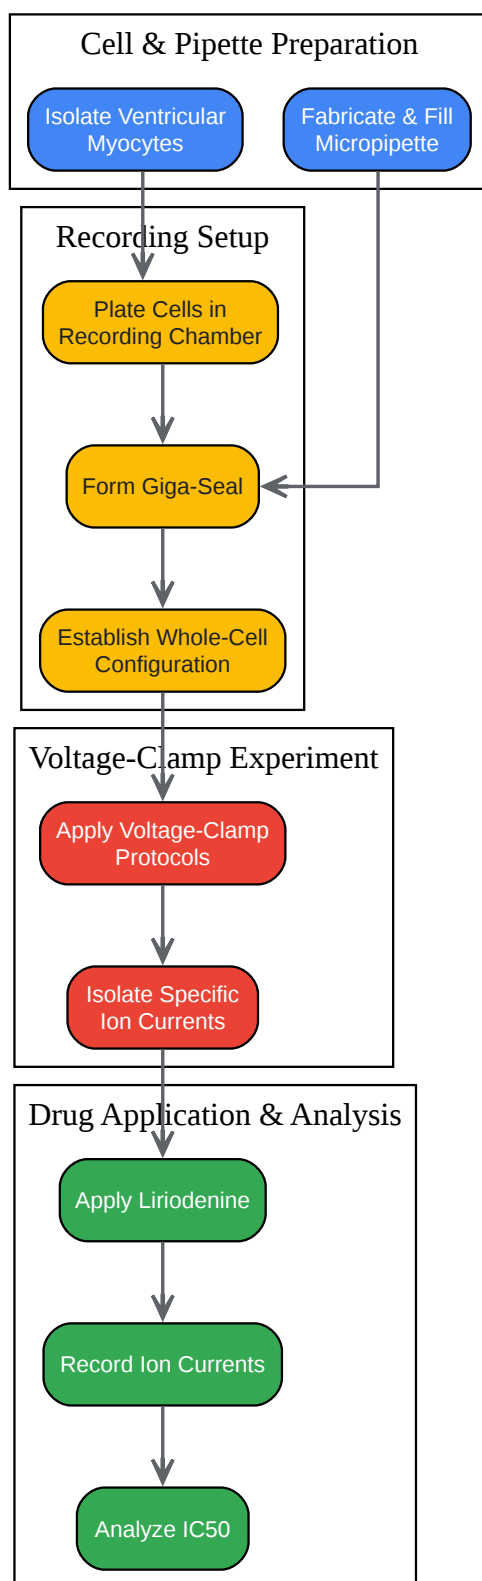 Cell & Pipette Preparation
Isolate Ventricular
Myocytes
Fabricate & Fill
Micropipette
Recording Setup
Plate Cells in
Recording Chamber
Form Giga-Seal
Establish Whole-Cell
Configuration
Voltage-Clamp Experiment
Apply Voltage-Clamp
Protocols
Isolate Specific
Ion Currents
Drug Application & Analysis
Apply Liriodenine
Record Ion Currents
Analyze IC50